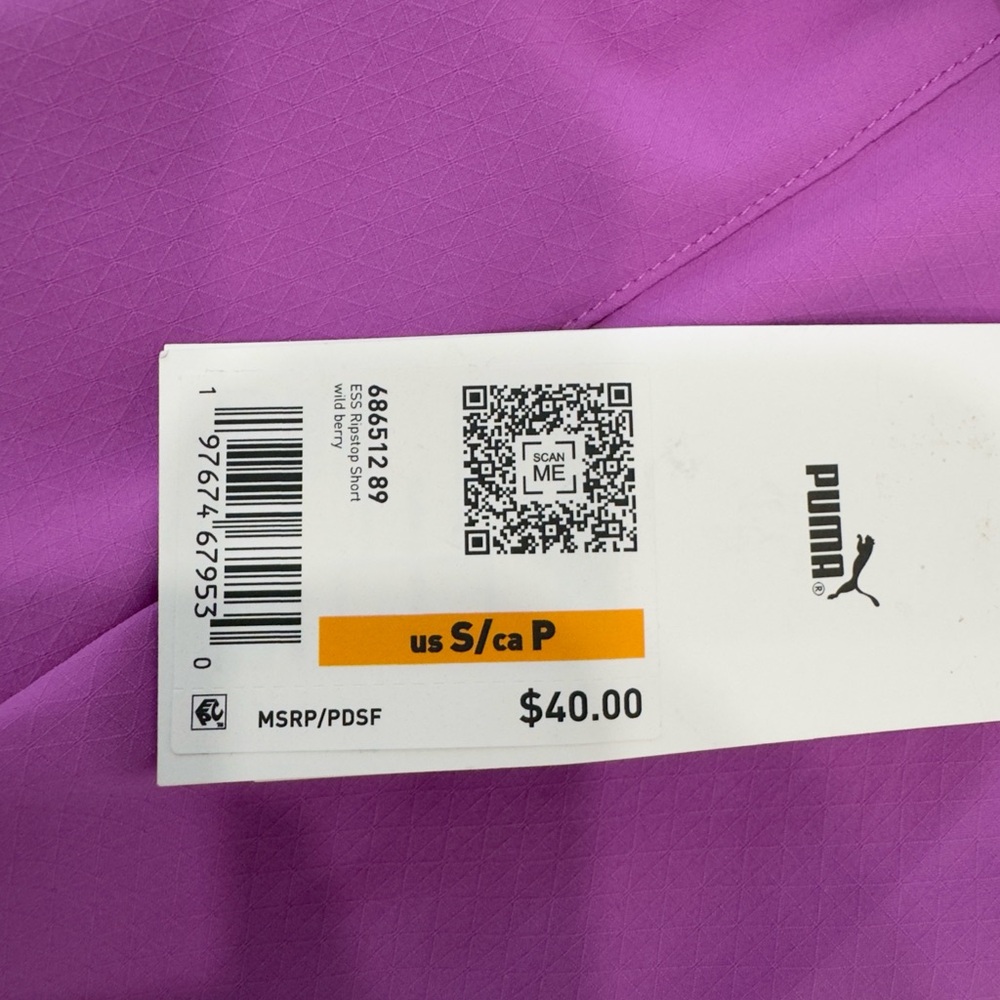 686512 89
ESS Ripstop Short
wild berry
1 97674 67953 0
SCAN
ME
us S/ca P
MSRP/PDSF
$40.00
PUMA®